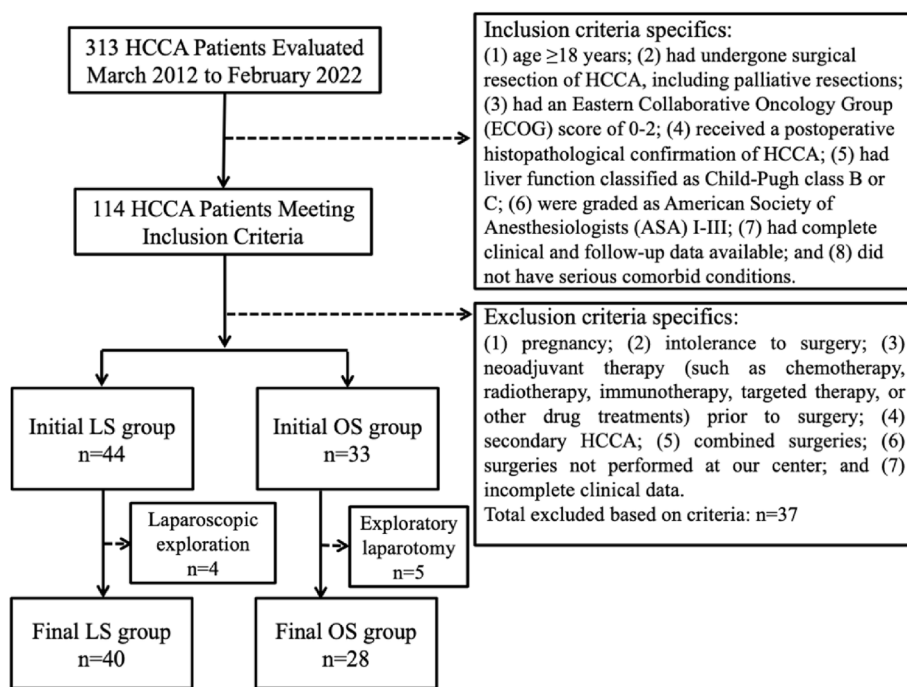 313 HCCA Patients Evaluated
March 2012 to February 2022
Inclusion criteria specifics:
(1) age ≥18 years; (2) had undergone surgical
resection of HCCA, including palliative resections;
(3) had an Eastern Collaborative Oncology Group
(ECOG) score of 0-2; (4) received a postoperative
histopathological confirmation of HCCA; (5) had
liver function classified as Child-Pugh class B or
C; (6) were graded as American Society of
Anesthesiologists (ASA) I-III; (7) had complete
clinical and follow-up data available; and (8) did
not have serious comorbid conditions.
114 HCCA Patients Meeting
Inclusion Criteria
Exclusion criteria specifics:
(1) pregnancy; (2) intolerance to surgery; (3)
neoadjuvant therapy (such as chemotherapy,
radiotherapy, immunotherapy, targeted therapy, or
other drug treatments) prior to surgery; (4)
secondary HCCA; (5) combined surgeries; (6)
surgeries not performed at our center; and (7)
incomplete clinical data.
Total excluded based on criteria: n=37
Initial LS group
n=44
Initial OS group
n=33
Laparoscopic
exploration
n=4
Exploratory
laparotomy
n=5
Final LS group
n=40
Final OS group
n=28